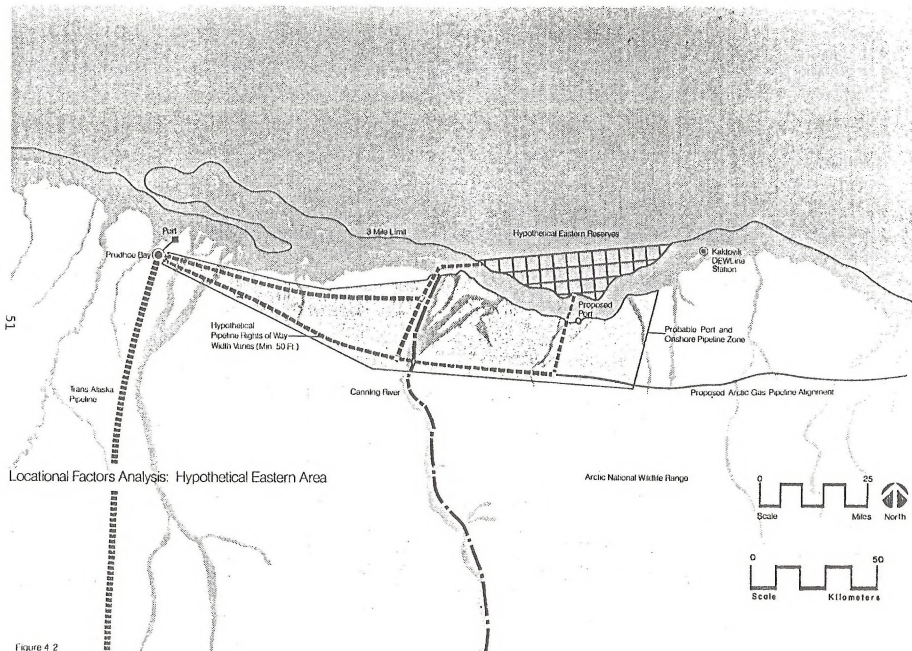 3 Mile Limit
Hypothetical Eastern Reserves
Port
Prudhoe Bay
Kaktovik
DEWLine
Station
Proposed
Port
51
Hypothetical
Pipeline Rights of Way
Width Varies (Min. 50 Ft.)
Probable Port and
Onshore Pipeline Zone
Trans Alaska
Pipeline
Canning River
Proposed Arctic Gas Pipeline Alignment
Locational Factors Analysis: Hypothetical Eastern Area
Arctic National Wildlife Range
0 25
Scale Miles North
0 50
Scale Kilometers
Figure 4.2